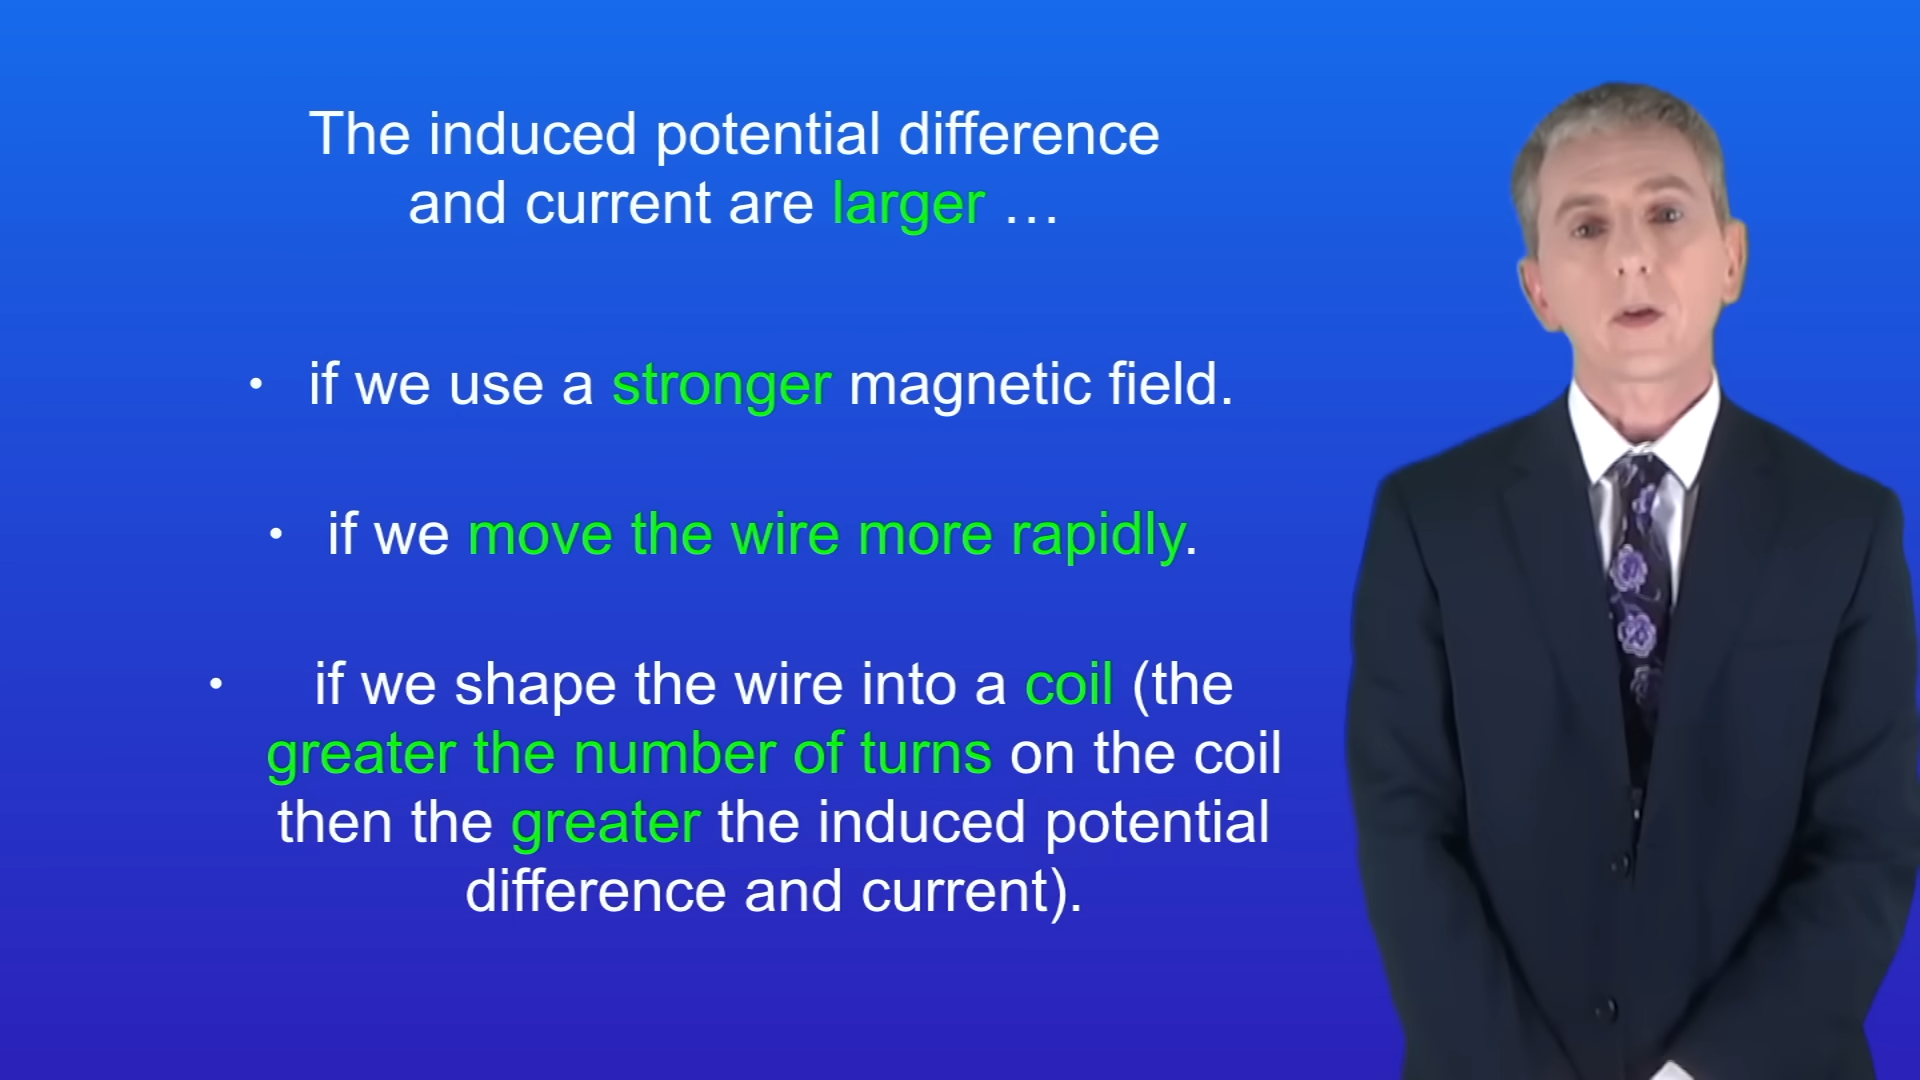 The induced potential difference
and current are larger …
• if we use a stronger magnetic field.
• if we move the wire more rapidly.
• if we shape the wire into a coil (the
greater the number of turns on the coil
then the greater the induced potential
difference and current).